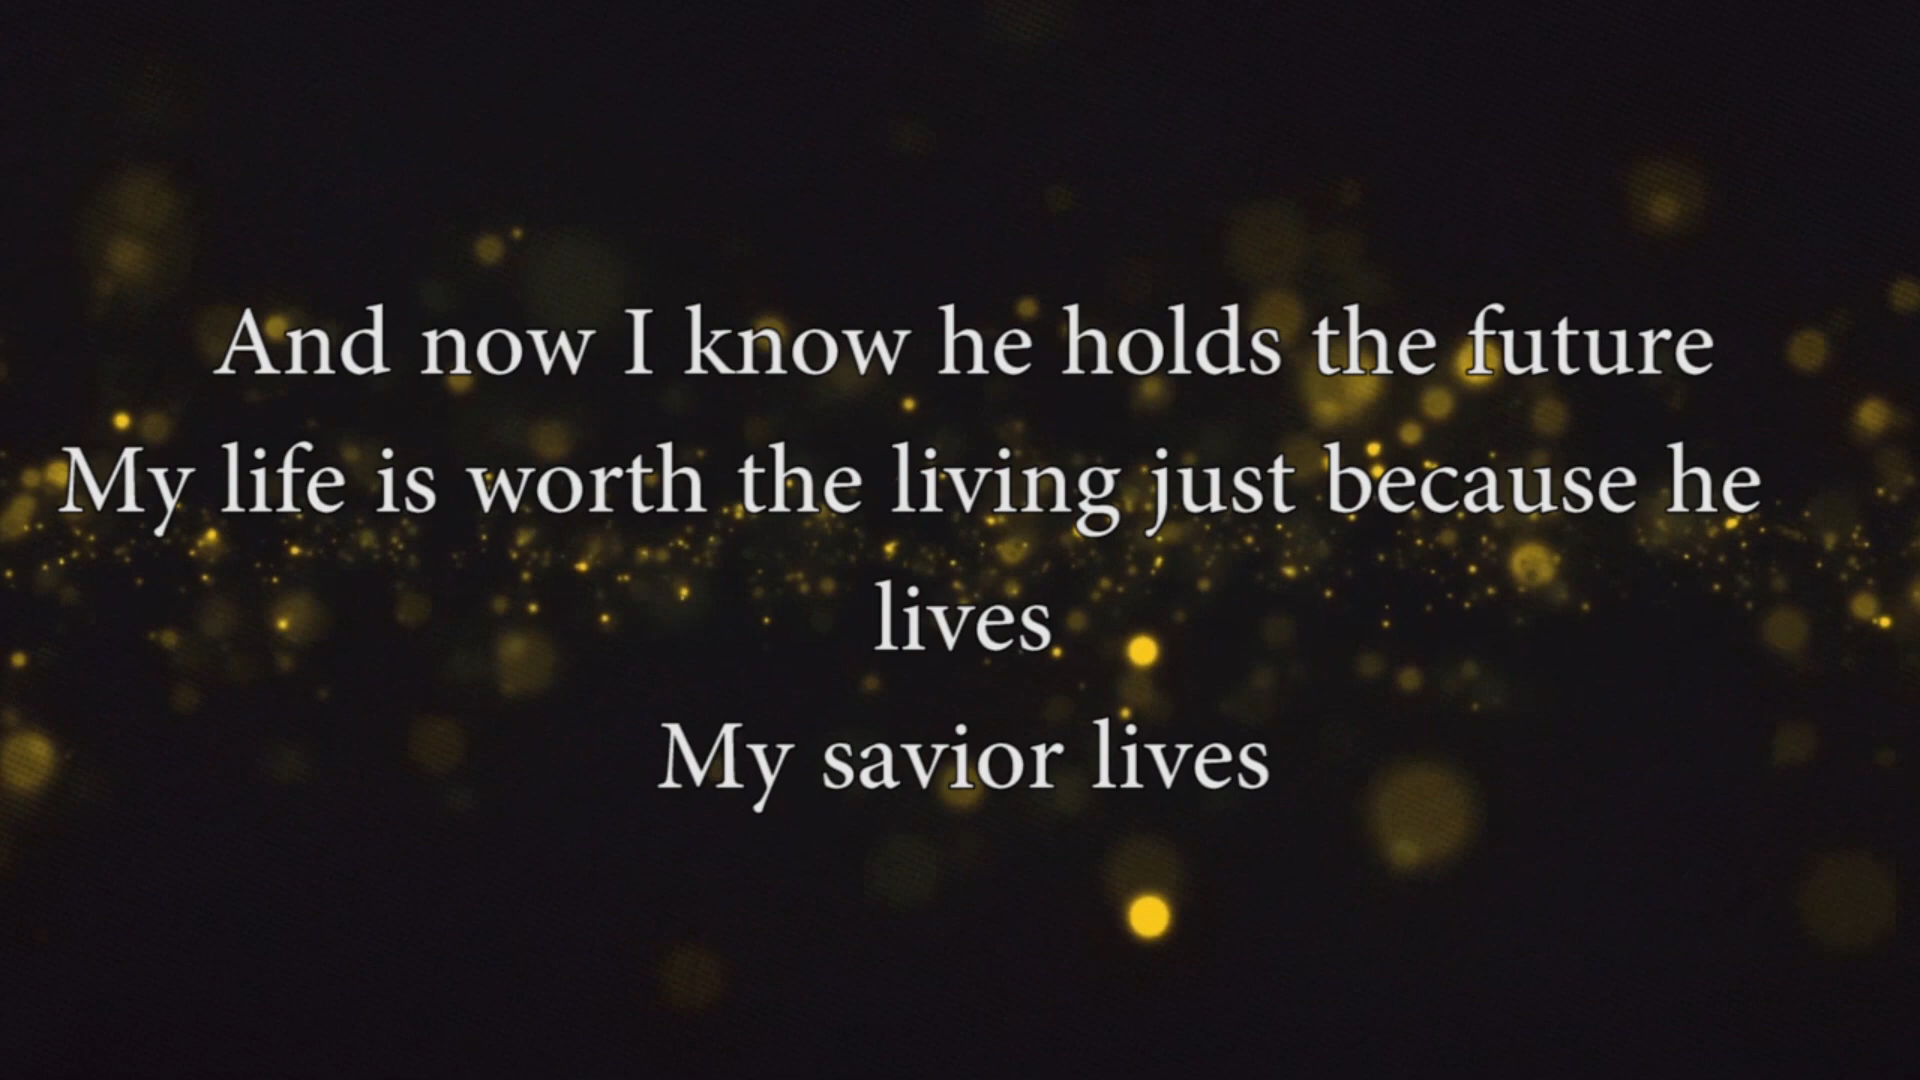 And now I know he holds the future
My life is worth the living just because he
lives
My savior lives